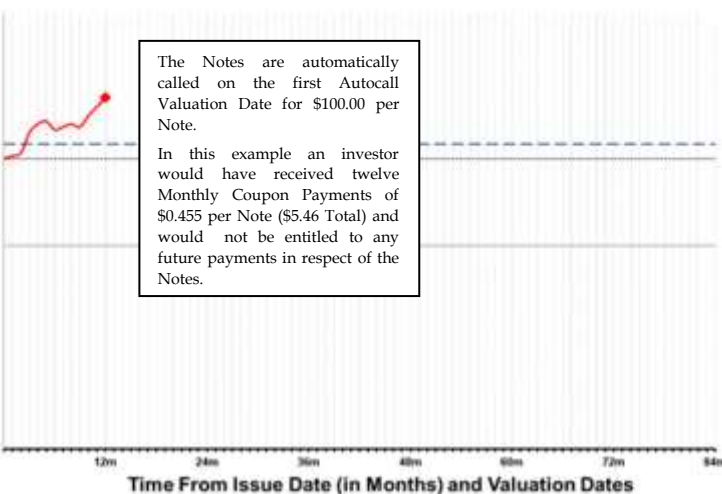 The Notes are automatically
called on the first Autocall
Valuation Date for $100.00 per
Note.
In this example an investor
would have received twelve
Monthly Coupon Payments of
$0.455 per Note ($5.46 Total) and
would not be entitled to any
future payments in respect of the
Notes.
12m 24m 36m 48m 60m 72m 84m
Time From Issue Date (in Months) and Valuation Dates